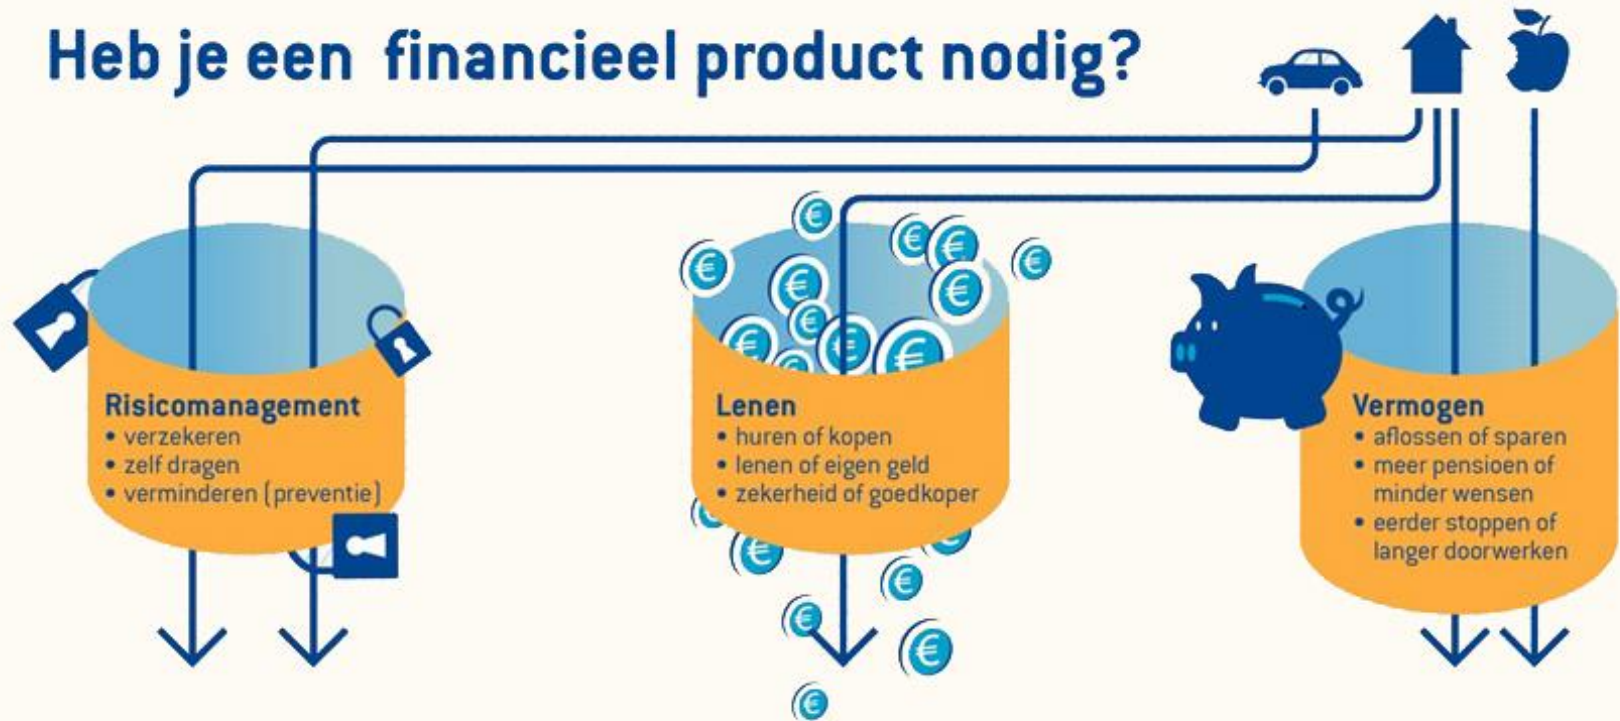 Heb je een financieel product nodig?
Risicomanagement
• verzekeren
• zelf dragen
• verminderen (preventie)
Lenen
• huren of kopen
• lenen of eigen geld
• zekerheid of goedkoper
Vermogen
• aflossen of sparen
• meer pensioen of
minder wensen
• eerder stoppen of
langer doorwerken